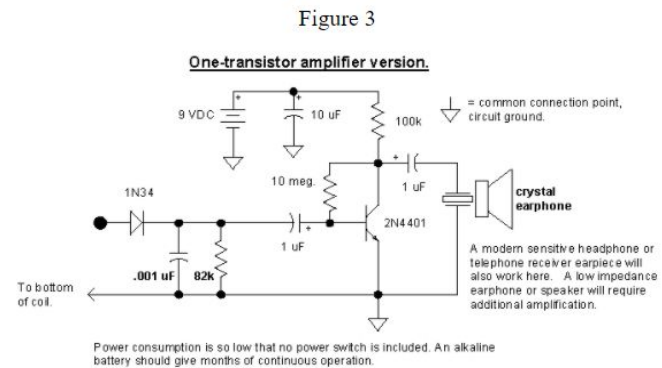 Figure 3
One-transistor amplifier version.
9 VDC
+
+
10 uF
100k
= common connection point,
circuit ground.
10 meg.
+
1 uF
1N34
1 uF
+
2N4401
crystal
earphone
.001 uF
82k
A modern sensitive headphone or
telephone receiver earpiece will
also work here. A low impedance
earphone or speaker will require
additional amplification.
To bottom
of coil.
Power consumption is so low that no power switch is included. An alkaline
battery should give months of continuous operation.